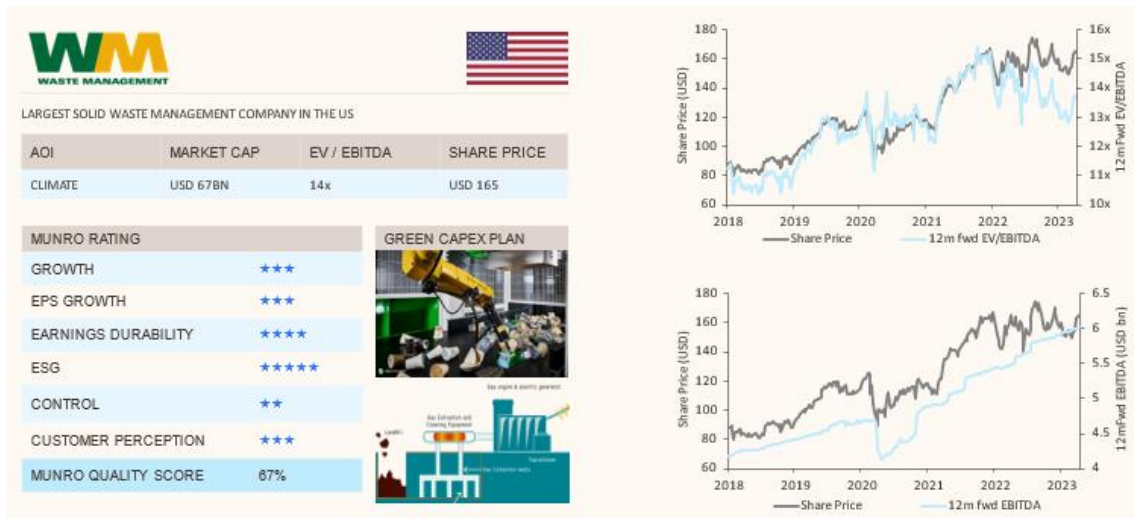 WM
WASTE MANAGEMENT
LARGEST SOLID WASTE MANAGEMENT COMPANY IN THE US
AOI MARKET CAP EV / EBITDA SHARE PRICE
CLIMATE USD 67BN 14x USD 165
MUNRO RATING
GROWTH ★★★
EPS GROWTH ★★★
EARNINGS DURABILITY ★★★★
ESG ★★★★★
CONTROL ★★
CUSTOMER PERCEPTION ★★★
MUNRO QUALITY SCORE 67%
GREEN CAPEX PLAN
Gas engine & electric generator
Gas Extraction and
Cleaning Equipment
Landfill
Gas Collection wells
Share Price (USD)
180
160
140
120
100
80
60
16x
15x
14x
13x
12x
11x
10x
12mFwd EV/EBITDA
2018 2019 2020 2021 2022 2023
Share Price 12m fwd EV/EBITDA
Share Price (USD)
180
160
140
120
100
80
60
6.5
6
5.5
5
4.5
4
12mFwd EBITDA (USD bn)
2018 2019 2020 2021 2022 2023
Share Price 12m fwd EBITDA